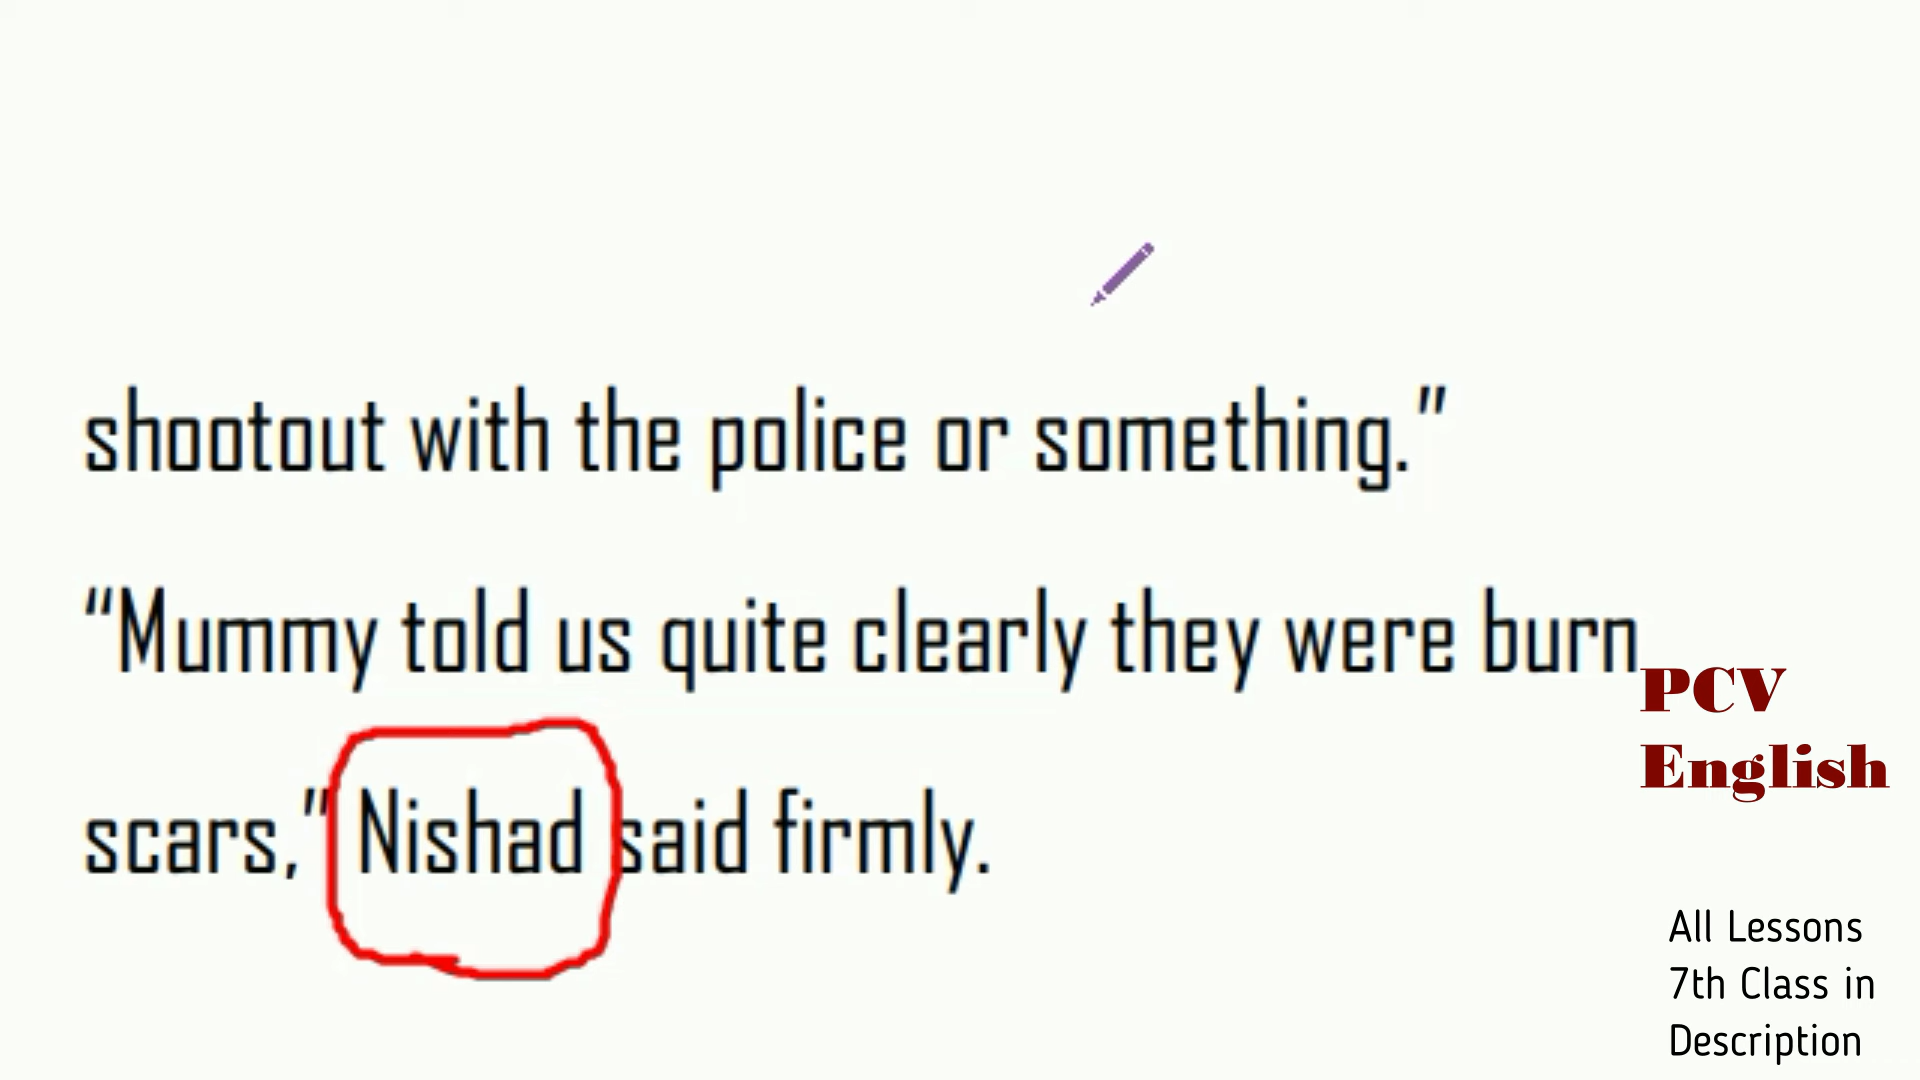 shootout with the police or something.”
“Mummy told us quite clearly they were burn
scars,” Nishad said firmly.
PCV
English
All Lessons
7th Class in
Description